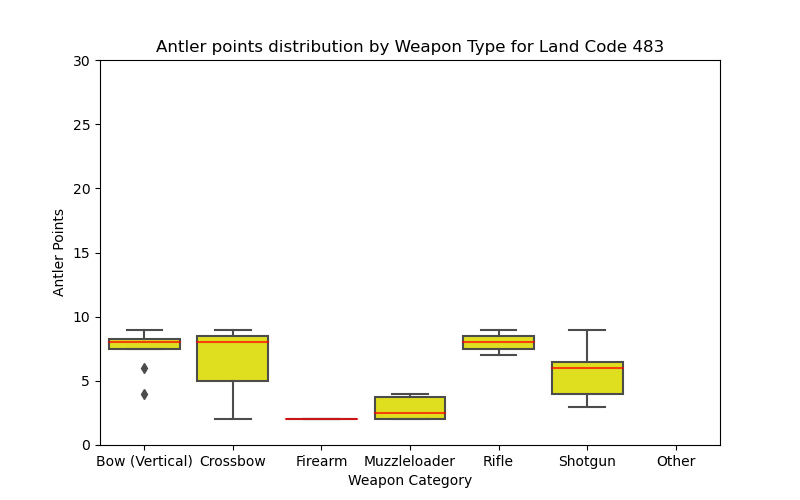 Antler points distribution by Weapon Type for Land Code 483
30
25
20
15
10
5
0
Antler Points
Bow (Vertical) Crossbow Firearm Muzzleloader Rifle Shotgun Other
Weapon Category